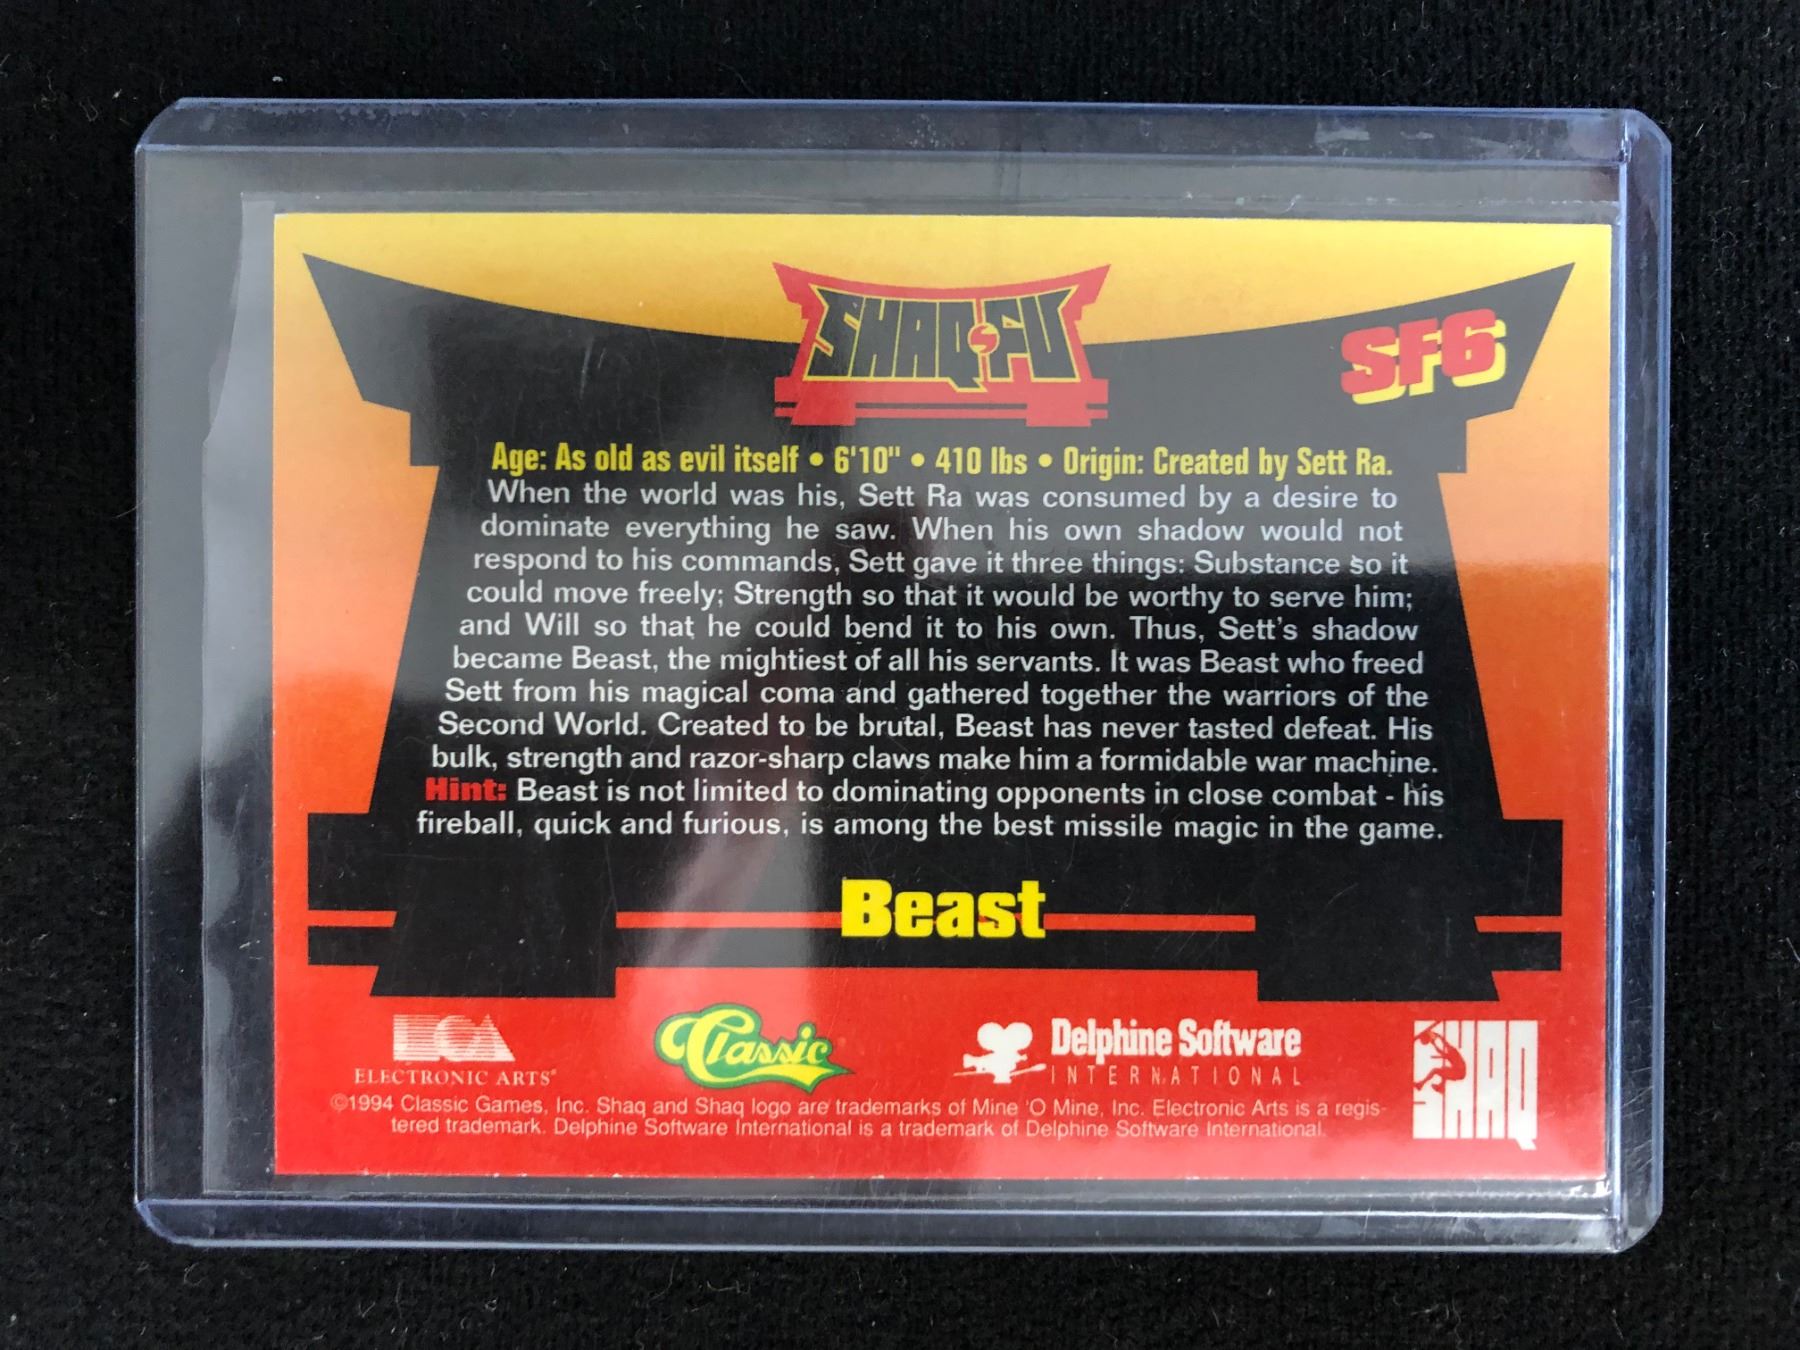 SHAQ-FU
SF6
Age: As old as evil itself • 6'10" • 410 lbs • Origin: Created by Sett Ra.
When the world was his, Sett Ra was consumed by a desire to
dominate everything he saw. When his own shadow would not
respond to his commands, Sett gave it three things: Substance so it
could move freely; Strength so that it would be worthy to serve him;
and Will so that he could bend it to his own. Thus, Sett's shadow
became Beast, the mightiest of all his servants. It was Beast who freed
Sett from his magical coma and gathered together the warriors of the
Second World. Created to be brutal, Beast has never tasted defeat. His
bulk, strength and razor-sharp claws make him a formidable war machine.
Hint: Beast is not limited to dominating opponents in close combat - his
fireball, quick and furious, is among the best missile magic in the game.
Beast
EA
ELECTRONIC ARTS®
Classic
Delphine Software
INTERNATIONAL
SHAQ
©1994 Classic Games, Inc. Shaq and Shaq logo are trademarks of Mine 'O Mine, Inc. Electronic Arts is a regis-
tered trademark. Delphine Software International is a trademark of Delphine Software International.